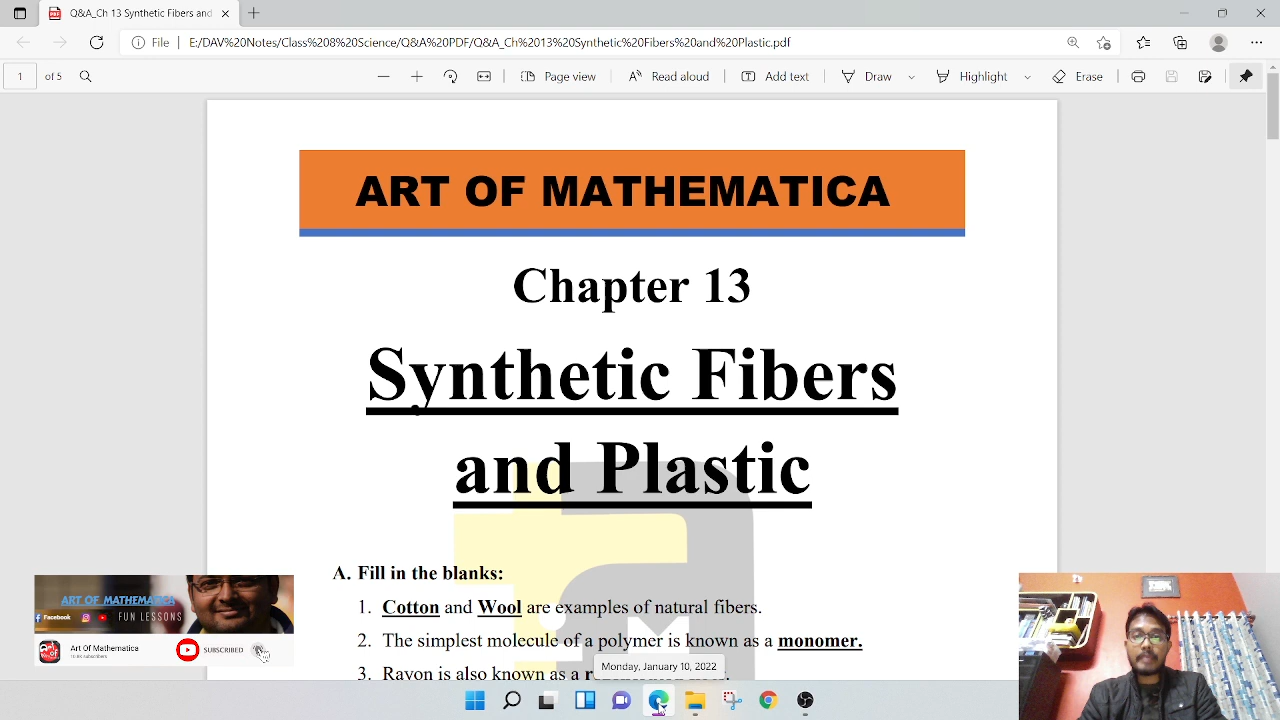 Q&A_Ch 13 Synthetic Fibers and
File
E:/DAV%20Notes/Class%208%20Science/Q&A%20PDF/Q&A_Ch%2013%20Synthetic%20Fibers%20and%20Plastic.pdf
1 of 5
Page view
Read aloud
Add text
Draw
Highlight
Erase
ART OF MATHEMATICA
Chapter 13
Synthetic Fibers
and Plastic
A. Fill in the blanks:
1. Cotton and Wool are examples of natural fibers.
2. The simplest molecule of a polymer is known as a monomer.
3. Rayon is also known as a
Monday, January 10, 2022
ART OF MATHEMATICA
Facebook
FUN LESSONS
Art Of Mathematica
SUBSCRIBED